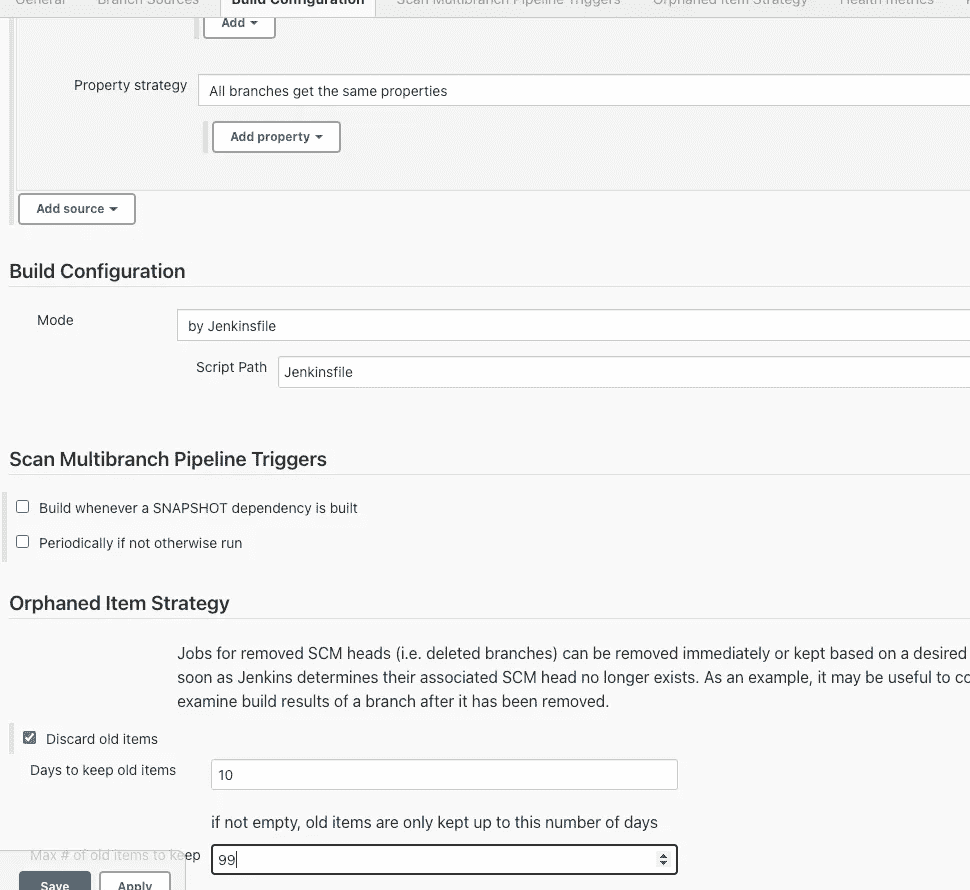 General Branch Sources Build Configuration Scan Multibranch Pipeline Triggers Orphaned Item Strategy Health metrics
Add
Property strategy All branches get the same properties
Add property
Add source
Build Configuration
Mode by Jenkinsfile
Script Path Jenkinsfile
Scan Multibranch Pipeline Triggers
Build whenever a SNAPSHOT dependency is built
Periodically if not otherwise run
Orphaned Item Strategy
Jobs for removed SCM heads (i.e. deleted branches) can be removed immediately or kept based on a desired
soon as Jenkins determines their associated SCM head no longer exists. As an example, it may be useful to co
examine build results of a branch after it has been removed.
Discard old items
Days to keep old items 10
if not empty, old items are only kept up to this number of days
Max # of old items to keep 99
Save Apply